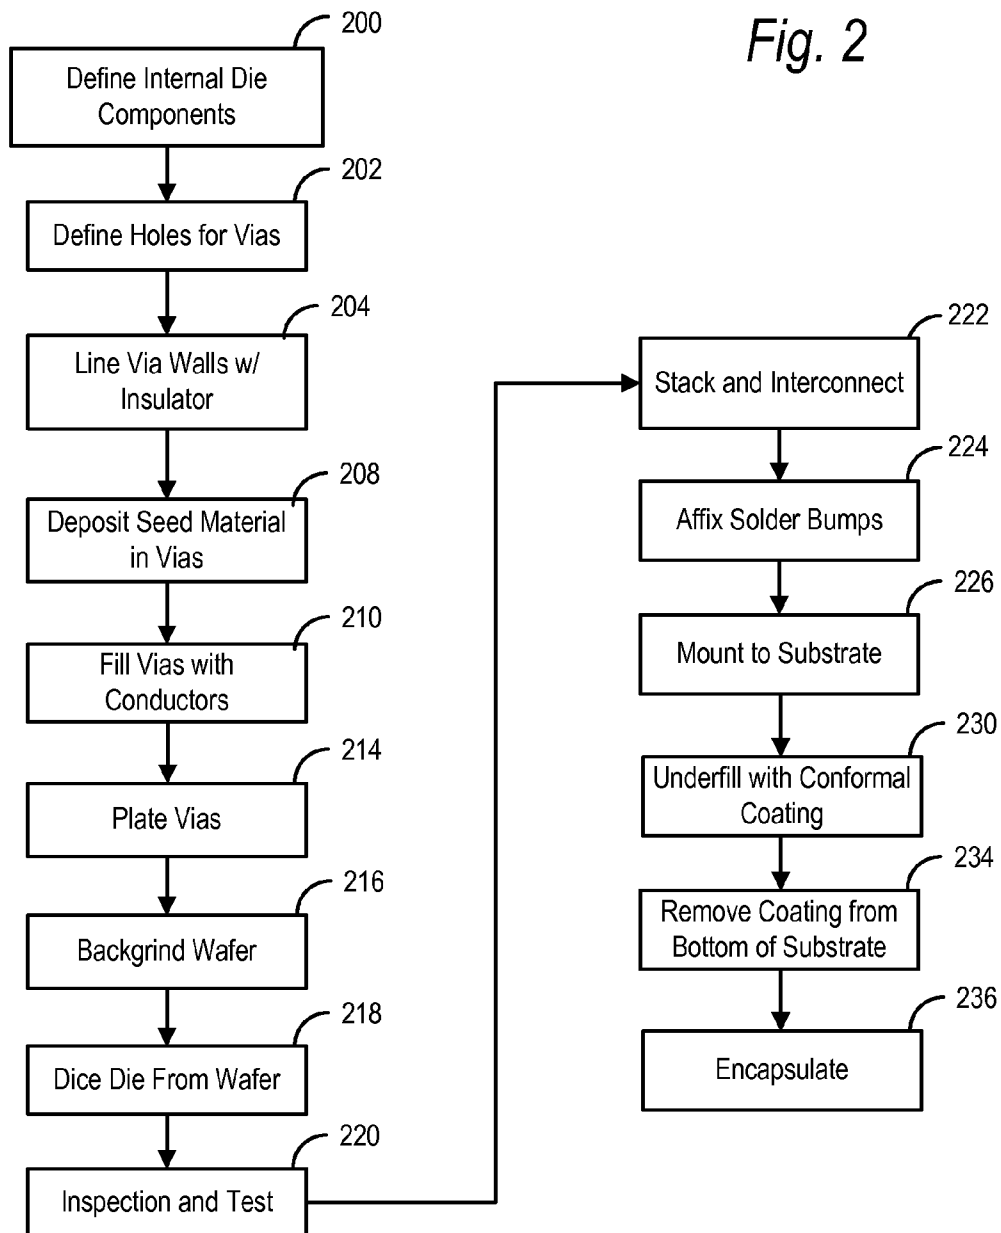 Fig. 2
200
Define Internal Die
Components
202
Define Holes for Vias
204
Line Via Walls w/
Insulator
208
Deposit Seed Material
in Vias
210
Fill Vias with
Conductors
214
Plate Vias
216
Backgrind Wafer
218
Dice Die From Wafer
220
Inspection and Test
222
Stack and Interconnect
224
Affix Solder Bumps
226
Mount to Substrate
230
Underfill with Conformal
Coating
234
Remove Coating from
Bottom of Substrate
236
Encapsulate